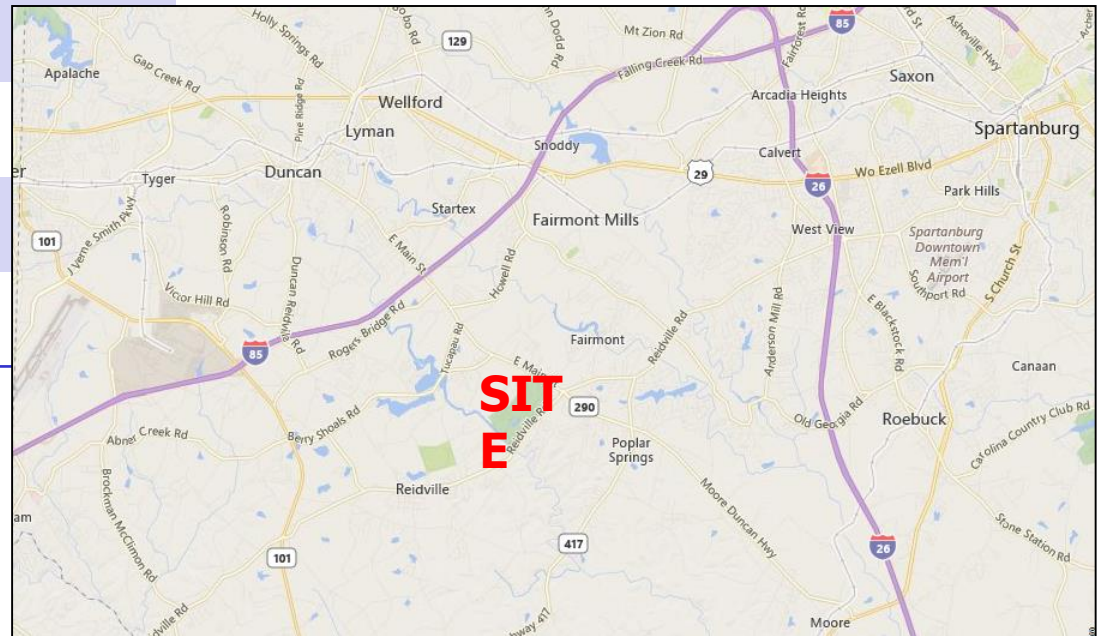 Holly Springs Rd
129
Mt Zion Rd
85
Fairforest Rd
Asheville Hwy
Archer
Apalache
Gap Creek Rd
Falling Creek Rd
Saxon
Wellford
Arcadia Heights
Pine Ridge Rd
Lyman
Spartanburg
Snoddy
Calvert
Duncan
29
Wo Ezell Blvd
Tyger
26
Park Hills
Startex
Fairmont Mills
West View
J Verne Smith Pkwy
Robinson Rd
101
E Main St
Spartanburg
Downtown
Mem'l
Airport
S Church St
Howell Rd
Duncan Reidville Rd
Victor Hill Rd
Southport Rd
Anderson Mill Rd
E Blackstock Rd
Rogers Bridge Rd
Tucapau Rd
Fairmont
Reidville Rd
85
E Main St
Canaan
SIT
E
290
Reidville Rd
Old Georgia Rd
Roebuck
Carolina Country Club Rd
Abner Creek Rd
Berry Shoals Rd
Poplar
Springs
Brockman McClimon Rd
Reidville
Moore Duncan Hwy
Stone Station Rd
am
417
26
101
Moore